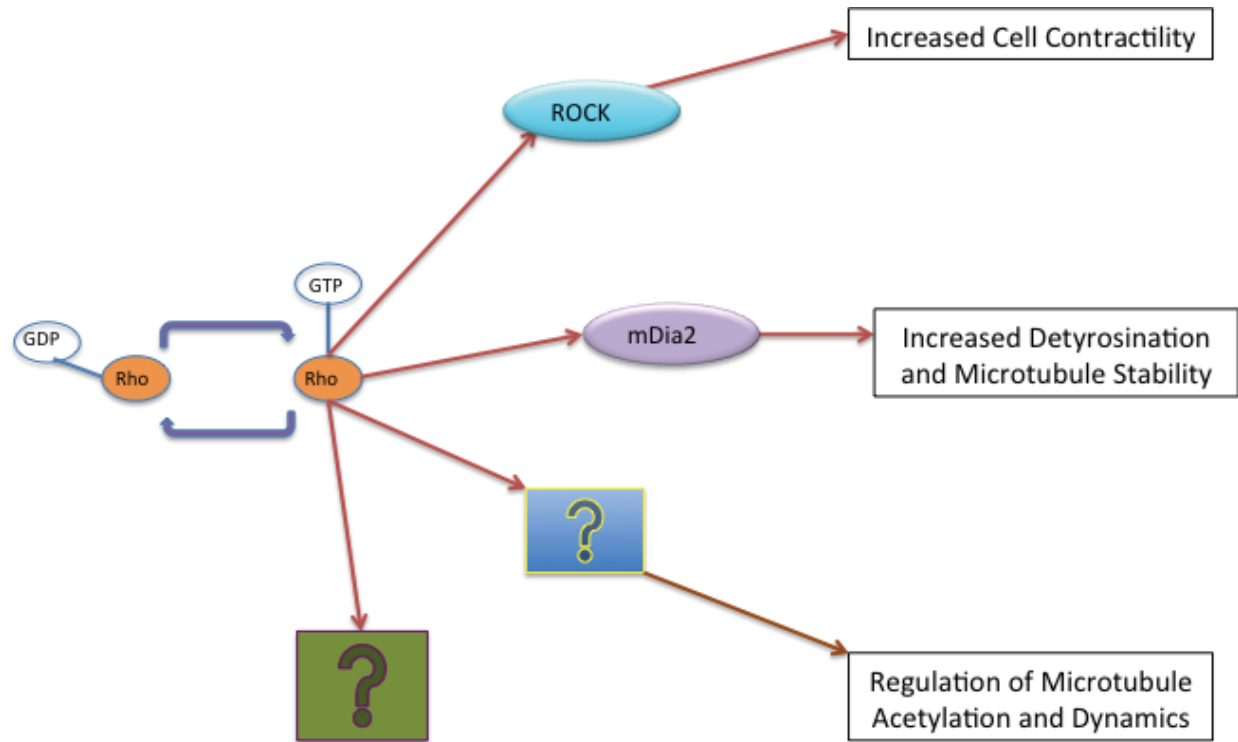 Increased Cell Contractility
ROCK
GTP
GDP
mDia2
Increased Detyrosination
and Microtubule Stability
Rho
Rho
?
?
Regulation of Microtubule
Acetylation and Dynamics